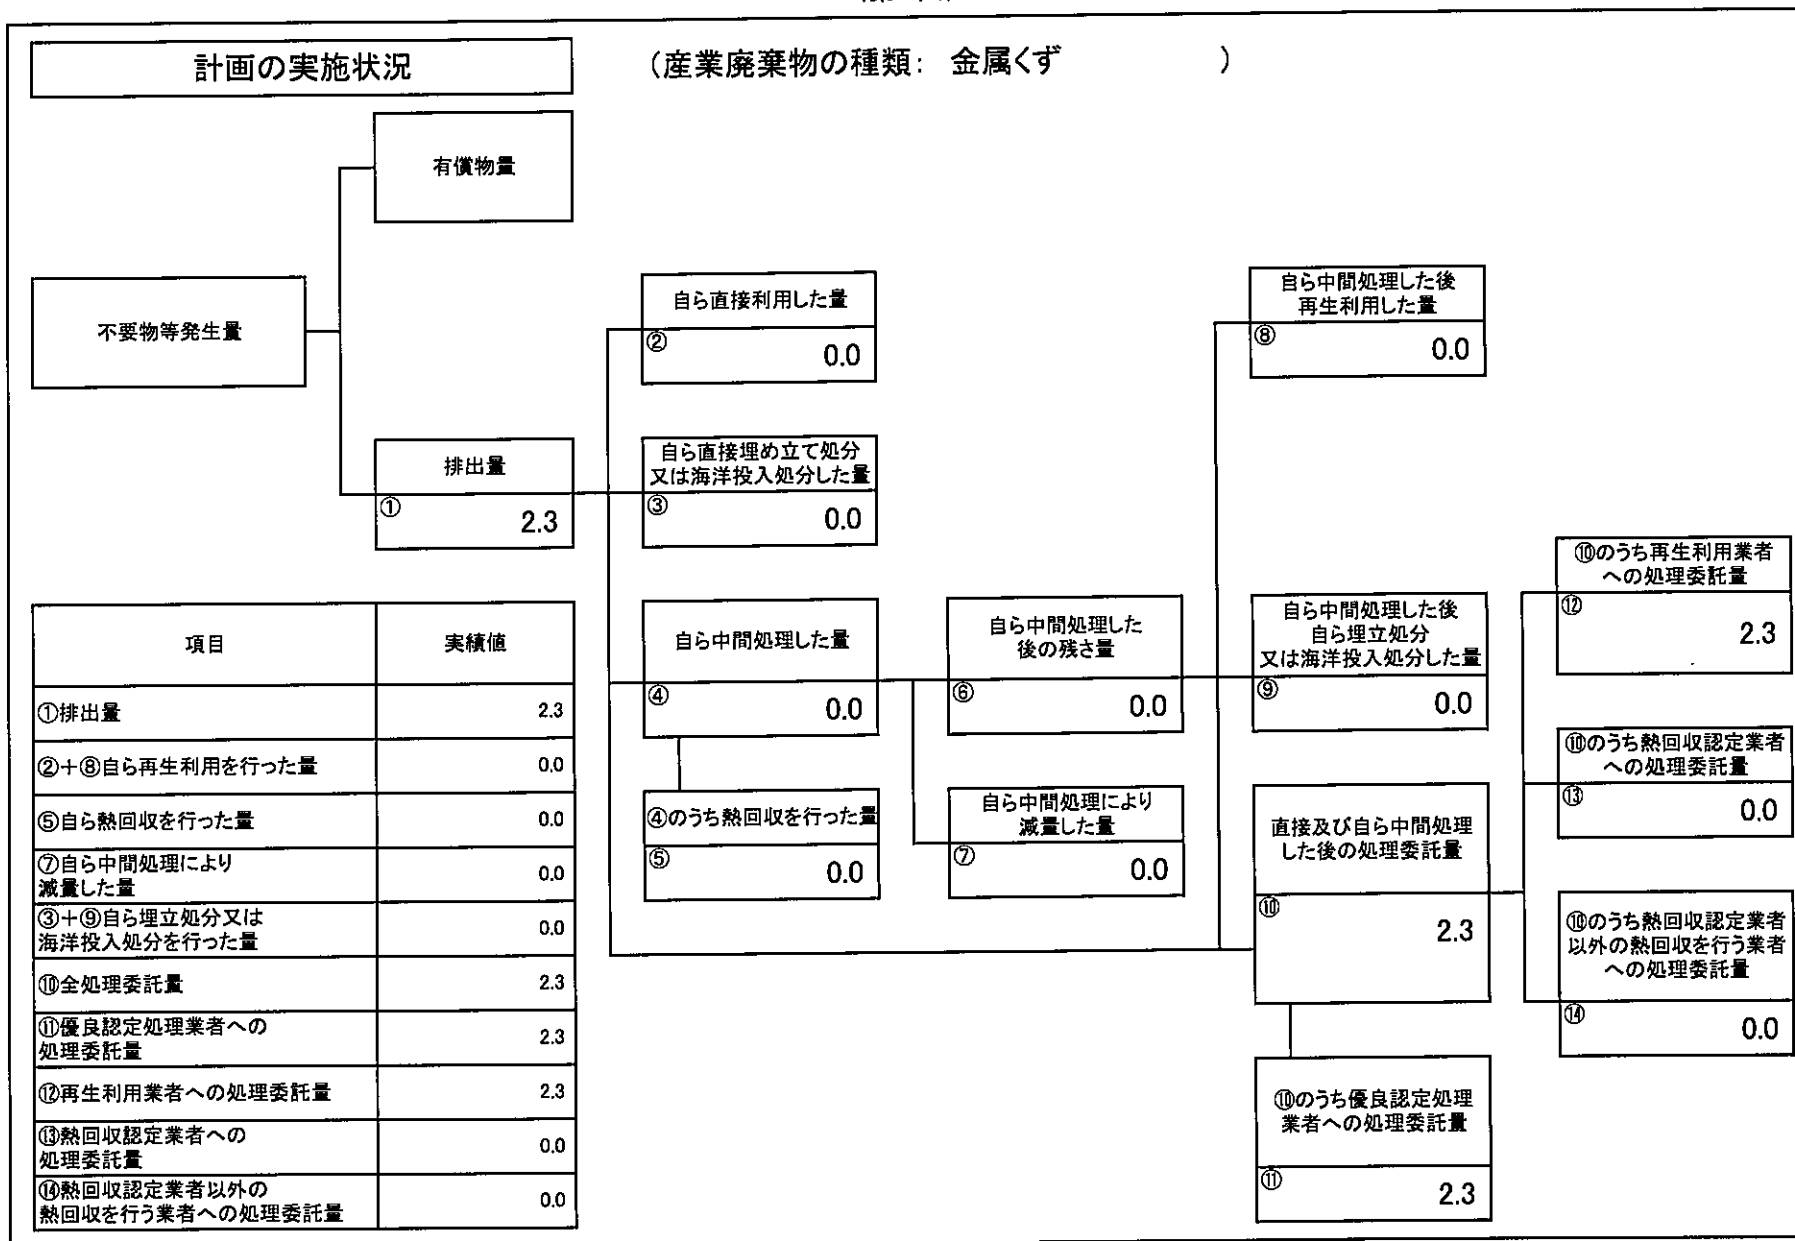 計画の実施状況
(産業廃棄物の種類： 金属くず )
有償物量
不要物等発生量
排出量
①
2.3
自ら直接利用した量
②
0.0
自ら直接埋め立て処分
又は海洋投入処分した量
③
0.0
自ら中間処理した量
④
0.0
④のうち熱回収を行った量
⑤
0.0
自ら中間処理した
後の残さ量
⑥
0.0
自ら中間処理により
減量した量
⑦
0.0
自ら中間処理した後
再生利用した量
⑧
0.0
自ら中間処理した後
自ら埋立処分
又は海洋投入処分した量
⑨
0.0
直接及び自ら中間処理
した後の処理委託量
⑩
2.3
⑩のうち優良認定処理
業者への処理委託量
⑪
2.3
⑩のうち再生利用業者
への処理委託量
⑫
2.3
⑩のうち熱回収認定業者
への処理委託量
⑬
0.0
⑩のうち熱回収認定業者
以外の熱回収を行う業者
への処理委託量
⑭
0.0
項目 実績値
①排出量 2.3
②＋⑧自ら再生利用を行った量 0.0
⑤自ら熱回収を行った量 0.0
⑦自ら中間処理により
減量した量 0.0
③＋⑨自ら埋立処分又は
海洋投入処分を行った量 0.0
⑩全処理委託量 2.3
⑪優良認定処理業者への
処理委託量 2.3
⑫再生利用業者への処理委託量 2.3
⑬熱回収認定業者への
処理委託量 0.0
⑭熱回収認定業者以外の
熱回収を行う業者への処理委託量 0.0